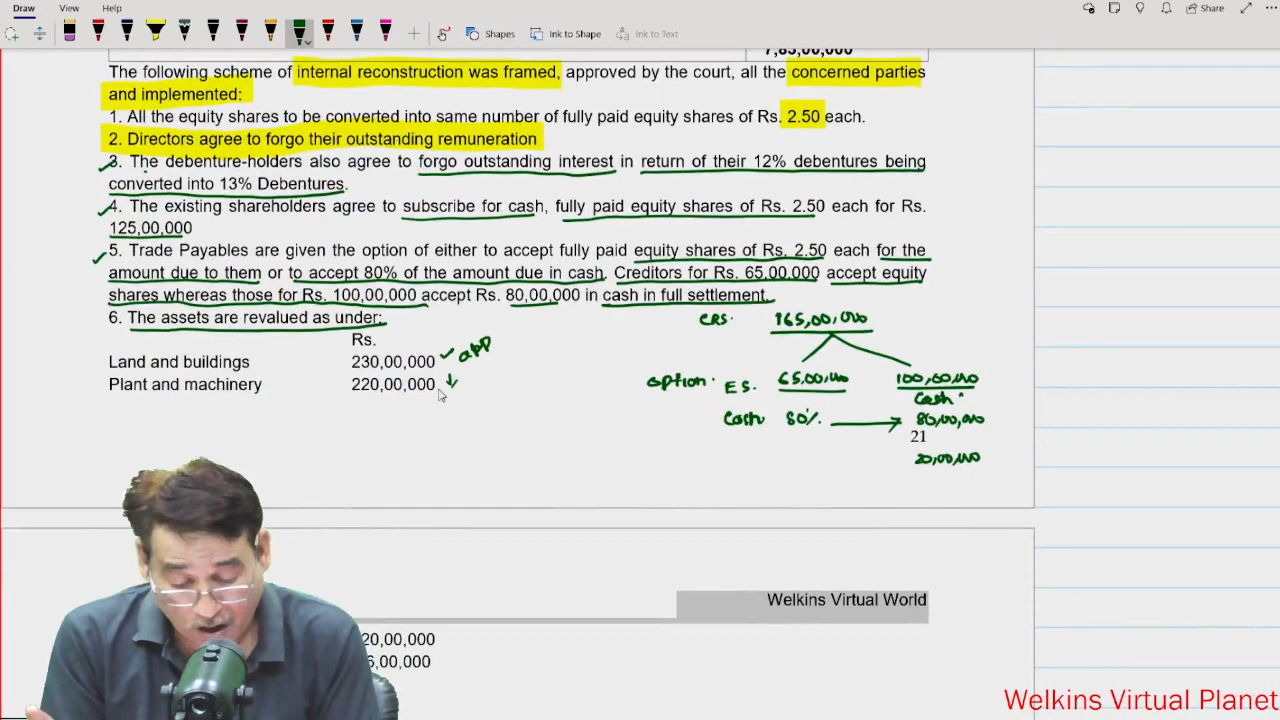 Draw View Help
Share
Shapes Ink to Shape Ink to Text
7,83,00,000
The following scheme of internal reconstruction was framed, approved by the court, all the concerned parties
and implemented:
1. All the equity shares to be converted into same number of fully paid equity shares of Rs. 2.50 each.
2. Directors agree to forgo their outstanding remuneration
3. The debenture-holders also agree to forgo outstanding interest in return of their 12% debentures being
converted into 13% Debentures.
4. The existing shareholders agree to subscribe for cash, fully paid equity shares of Rs. 2.50 each for Rs.
125,00,000
5. Trade Payables are given the option of either to accept fully paid equity shares of Rs. 2.50 each for the
amount due to them or to accept 80% of the amount due in cash. Creditors for Rs. 65,00,000 accept equity
shares whereas those for Rs. 100,00,000 accept Rs. 80,00,000 in cash in full settlement.
6. The assets are revalued as under:
CRS. 165,00,000
Rs.
Land and buildings 230,00,000 app
Plant and machinery 220,00,000
option. E S. 65,00,000 100,00,000
Cash
Cash 80% 80,00,000
21
20,00,000
Welkins Virtual World
20,00,000
6,00,000
Welkins Virtual Planet